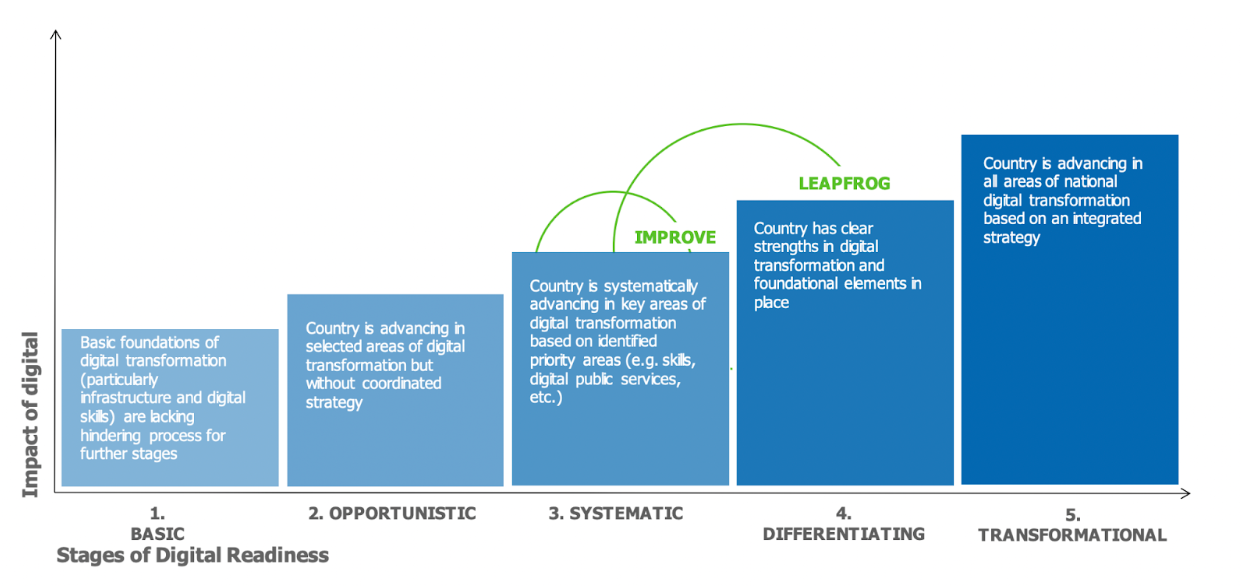 LEAPFROG
IMPROVE
Impact of digital
Basic foundations of
digital transformation
(particularly
infrastructure and digital
skills) are lacking
hindering process for
further stages
Country is advancing in
selected areas of digital
transformation but
without coordinated
strategy
Country is systematically
advancing in key areas of
digital transformation
based on identified
priority areas (e.g. skills,
digital public services,
etc.)
Country has clear
strengths in digital
transformation and
foundational elements in
place
Country is advancing in
all areas of national
digital transformation
based on an integrated
strategy
1.
BASIC
2. OPPORTUNISTIC
3. SYSTEMATIC
4.
DIFFERENTIATING
5.
TRANSFORMATIONAL
Stages of Digital Readiness